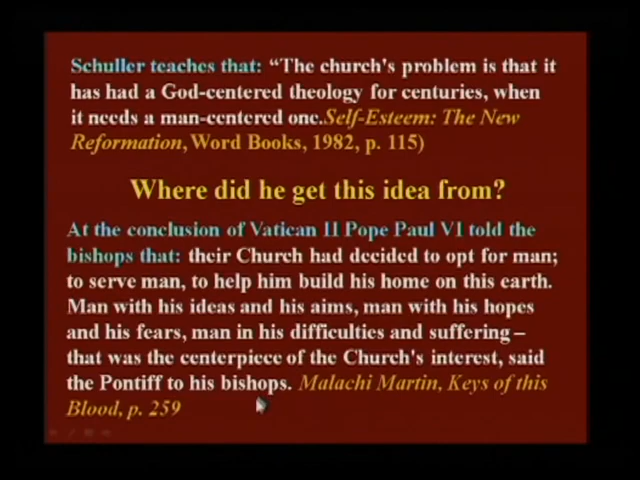 Schuller teaches that: “The church's problem is that it
has had a God-centered theology for centuries, when
it needs a man-centered one.Self-Esteem: The New
Reformation, Word Books, 1982, p. 115)
Where did he get this idea from?
At the conclusion of Vatican II Pope Paul VI told the
bishops that: their Church had decided to opt for man;
to serve man, to help him build his home on this earth.
Man with his ideas and his aims, man with his hopes
and his fears, man in his difficulties and suffering –
that was the centerpiece of the Church's interest, said
the Pontiff to his bishops. Malachi Martin, Keys of this
Blood, p. 259